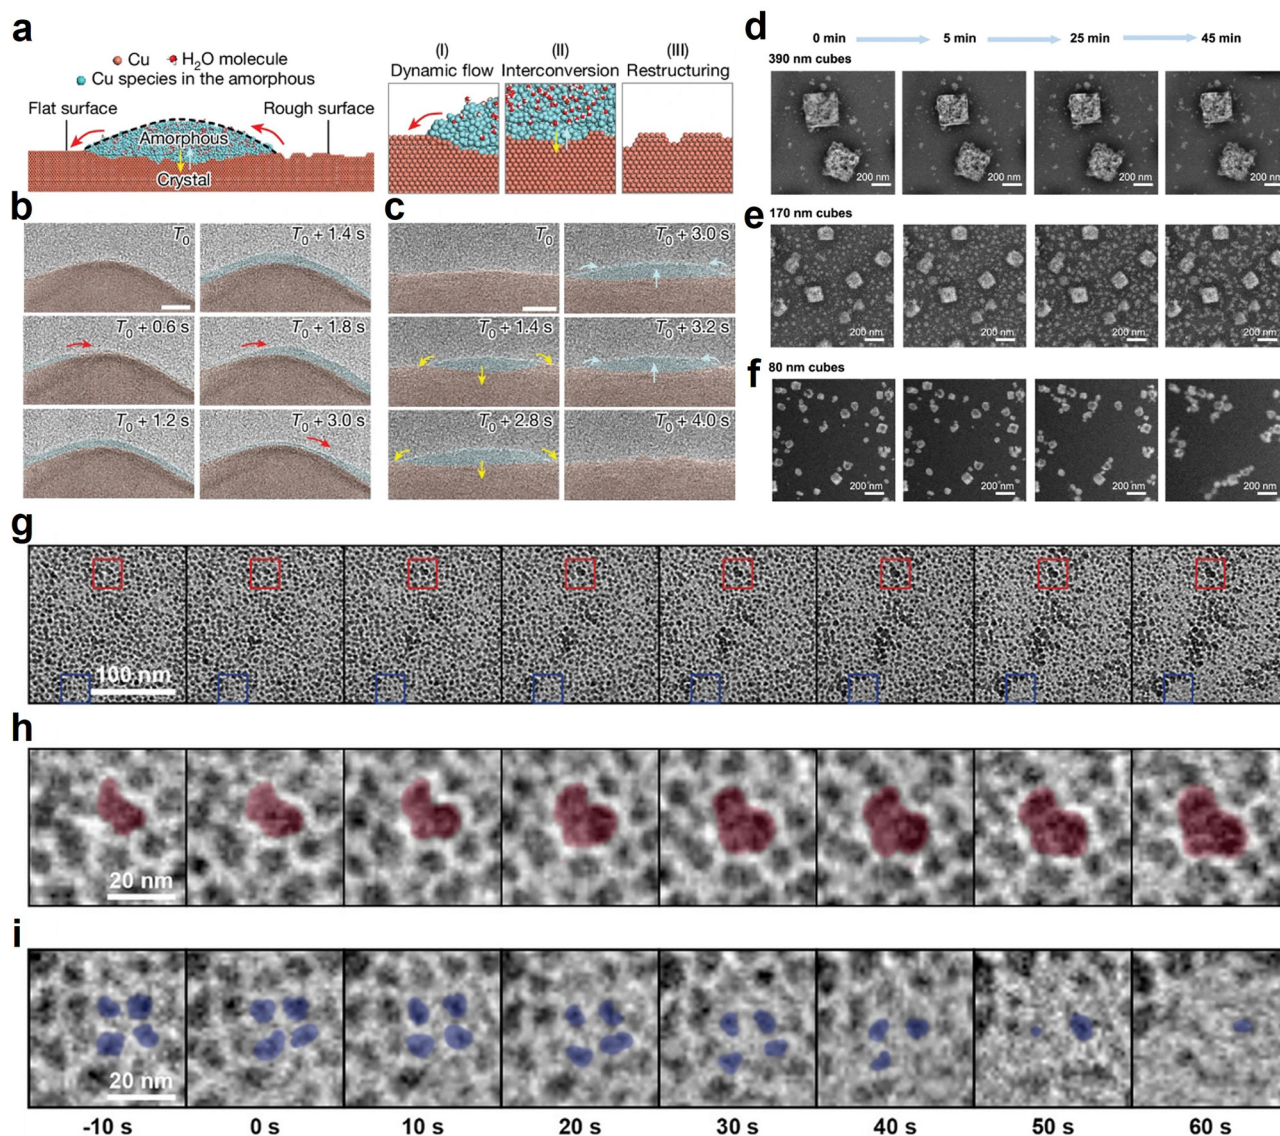 a
Cu
H2O molecule
Cu species in the amorphous
Flat surface
Rough surface
Amorphous
Crystal
(I)
(II)
(III)
Dynamic flow
Interconversion
Restructuring
b
T0
T0 + 1.4 s
T0 + 0.6 s
T0 + 1.8 s
T0 + 1.2 s
T0 + 3.0 s
c
T0
T0 + 3.0 s
T0 + 1.4 s
T0 + 3.2 s
T0 + 2.8 s
T0 + 4.0 s
d
0 min
5 min
25 min
45 min
390 nm cubes
200 nm
200 nm
200 nm
200 nm
e
170 nm cubes
200 nm
200 nm
200 nm
200 nm
f
80 nm cubes
200 nm
200 nm
200 nm
200 nm
g
100 nm
h
20 nm
i
20 nm
-10 s
0 s
10 s
20 s
30 s
40 s
50 s
60 s